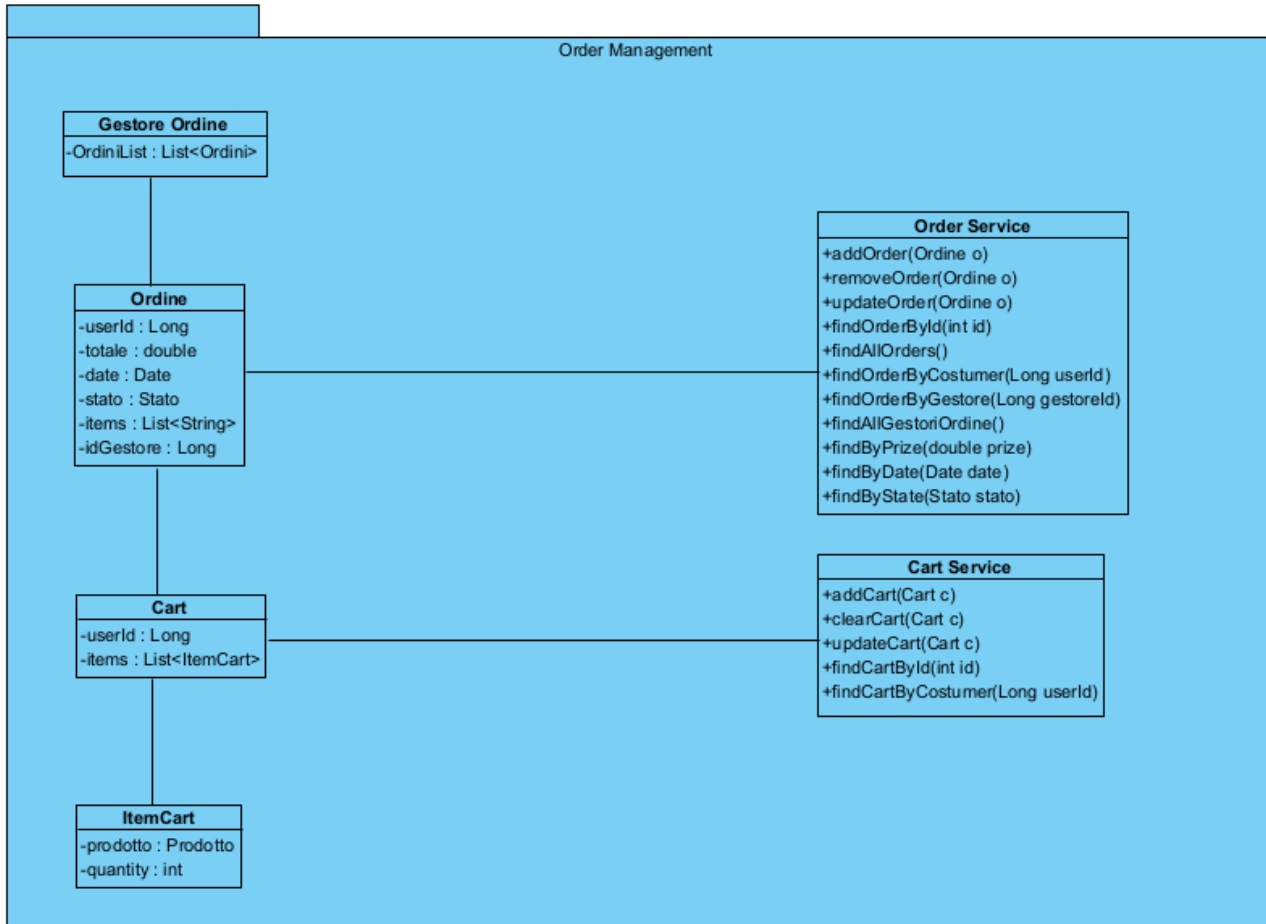 Order Management
Gestore Ordine
-OrdiniList : List<Ordini>
Ordine
-userId : Long
-totale : double
-date : Date
-stato : Stato
-items : List<String>
-idGestore : Long
Order Service
+addOrder(Ordine o)
+removeOrder(Ordine o)
+updateOrder(Ordine o)
+findOrderById(int id)
+findAllOrders()
+findOrderByCostumer(Long userId)
+findOrderByGestore(Long gestoreId)
+findAllGestoriOrdine()
+findByPrize(double prize)
+findByDate(Date date)
+findByState(Stato stato)
Cart
-userId : Long
-items : List<ItemCart>
Cart Service
+addCart(Cart c)
+clearCart(Cart c)
+updateCart(Cart c)
+findCartById(int id)
+findCartByCostumer(Long userId)
ItemCart
-prodotto : Prodotto
-quantity : int